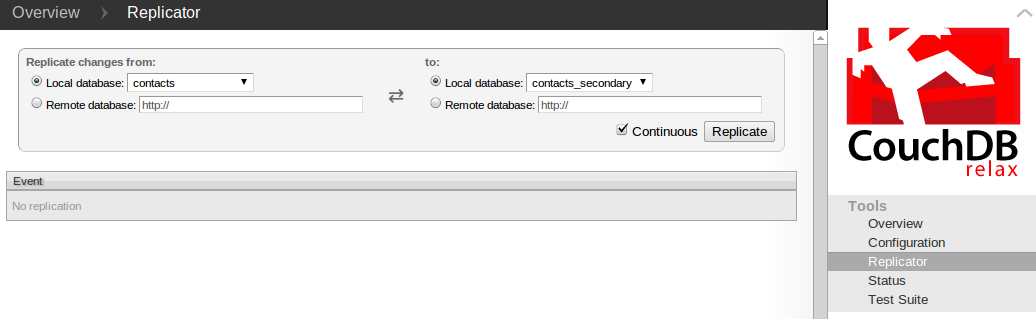 Overview Replicator
Replicate changes from: to:
Local database: contacts Local database: contacts_secondary
Remote database: http:// Remote database: http://
Continuous Replicate
Event
No replication
CouchDB
relax
Tools
Overview
Configuration
Replicator
Status
Test Suite